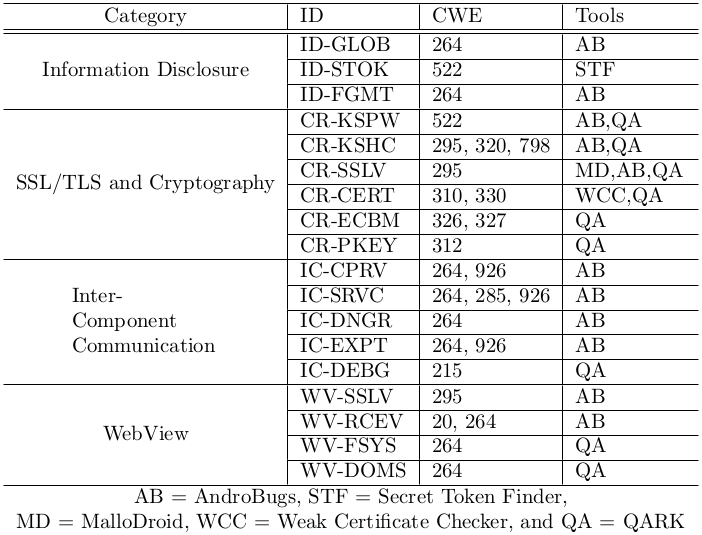 Category ID CWE Tools
Information Disclosure
ID-GLOB 264 AB
ID-STOK 522 STF
ID-FGMT 264 AB
SSL/TLS and Cryptography
CR-KSPW 522 AB,QA
CR-KSHC 295, 320, 798 AB,QA
CR-SSLV 295 MD,AB,QA
CR-CERT 310, 330 WCC,QA
CR-ECBM 326, 327 QA
CR-PKEY 312 QA
Inter-
Component
Communication
IC-CPRV 264, 926 AB
IC-SRVC 264, 285, 926 AB
IC-DNGR 264 AB
IC-EXPT 264, 926 AB
IC-DEBG 215 QA
WebView
WV-SSLV 295 AB
WV-RCEV 20, 264 AB
WV-FSYS 264 QA
WV-DOMS 264 QA
AB = AndroBugs, STF = Secret Token Finder,
MD = MalloDroid, WCC = Weak Certificate Checker, and QA = QARK